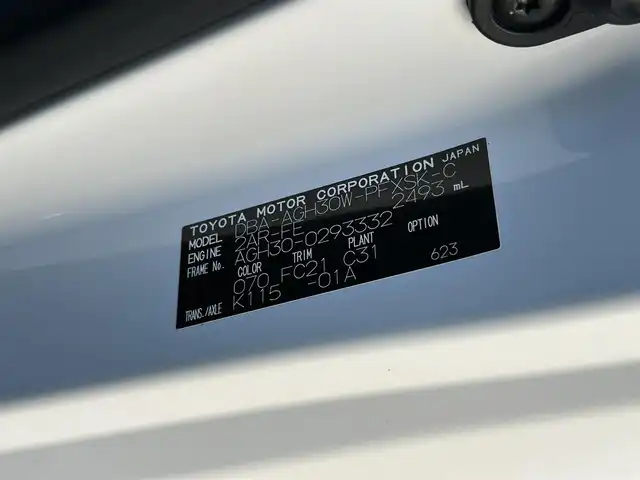 TOYOTA MOTOR CORPORATION JAPAN
MODEL DBA-AGH30W-PFXSK-C
ENGINE 2AR-FE 2493 mL
FRAME No. AGH30-0293332
COLOR TRIM PLANT OPTION
070 FC21 C31 623
TRANS./AXLE K115 -01A